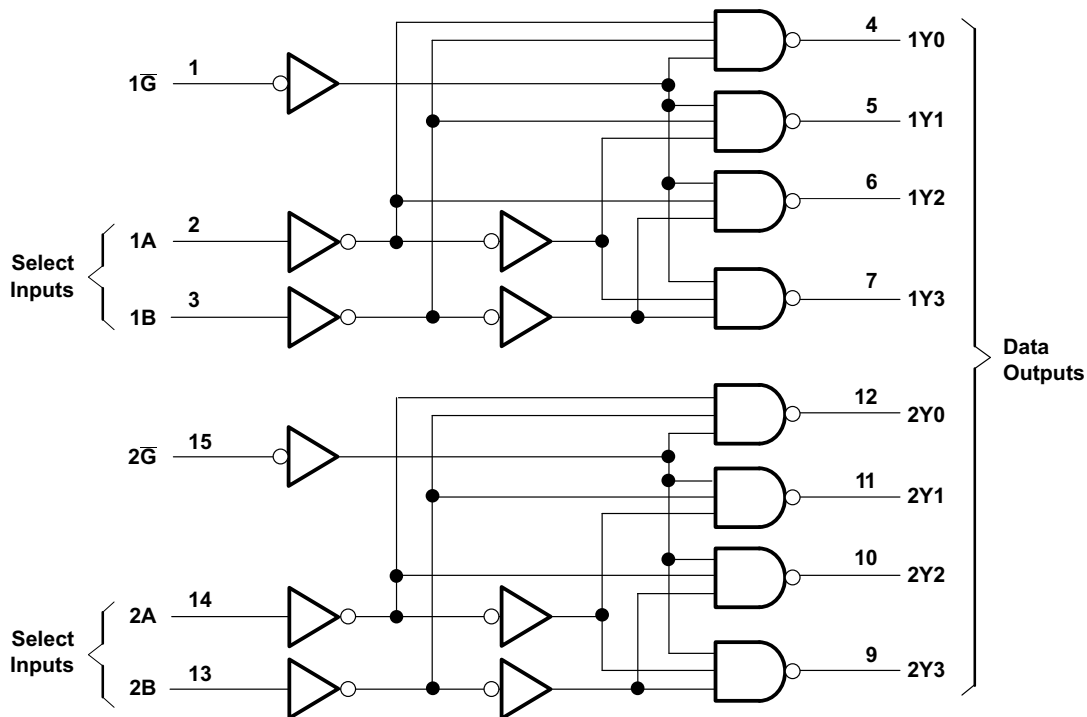 4 1Y0
1G̅ 1
5 1Y1
6 1Y2
1A 2
Select
Inputs
7 1Y3
1B 3
Data
Outputs
12 2Y0
2G̅ 15
11 2Y1
10 2Y2
2A 14
Select
Inputs
9 2Y3
2B 13